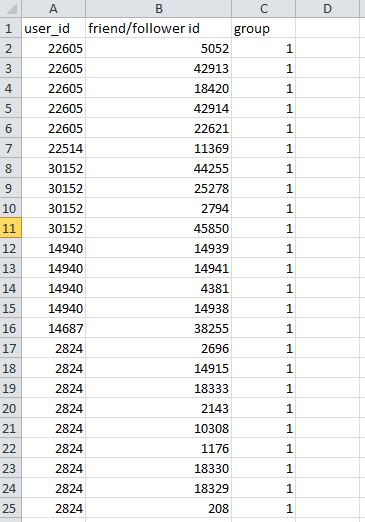 A B C D
1 user_id friend/follower id group
2 22605 5052 1
3 22605 42913 1
4 22605 18420 1
5 22605 42914 1
6 22605 22621 1
7 22514 11369 1
8 30152 44255 1
9 30152 25278 1
10 30152 2794 1
11 30152 45850 1
12 14940 14939 1
13 14940 14941 1
14 14940 4381 1
15 14940 14938 1
16 14687 38255 1
17 2824 2696 1
18 2824 14915 1
19 2824 18333 1
20 2824 2143 1
21 2824 10308 1
22 2824 1176 1
23 2824 18330 1
24 2824 18329 1
25 2824 208 1